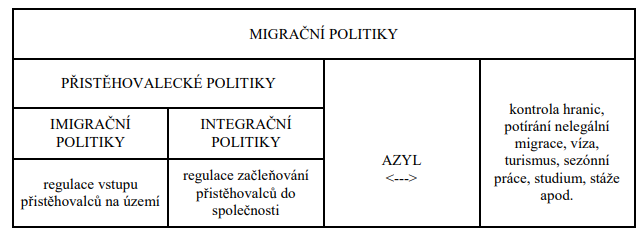 MIGRAČNÍ POLITIKY
PŘISTĚHOVALECKÉ POLITIKY
IMIGRAČNÍ
POLITIKY
INTEGRAČNÍ
POLITIKY
regulace vstupu
přistěhovalců na území
regulace začleňování
přistěhovalců do
společnosti
AZYL
<--->
kontrola hranic,
potírání nelegální
migrace, víza,
turismus, sezónní
práce, studium, stáže
apod.